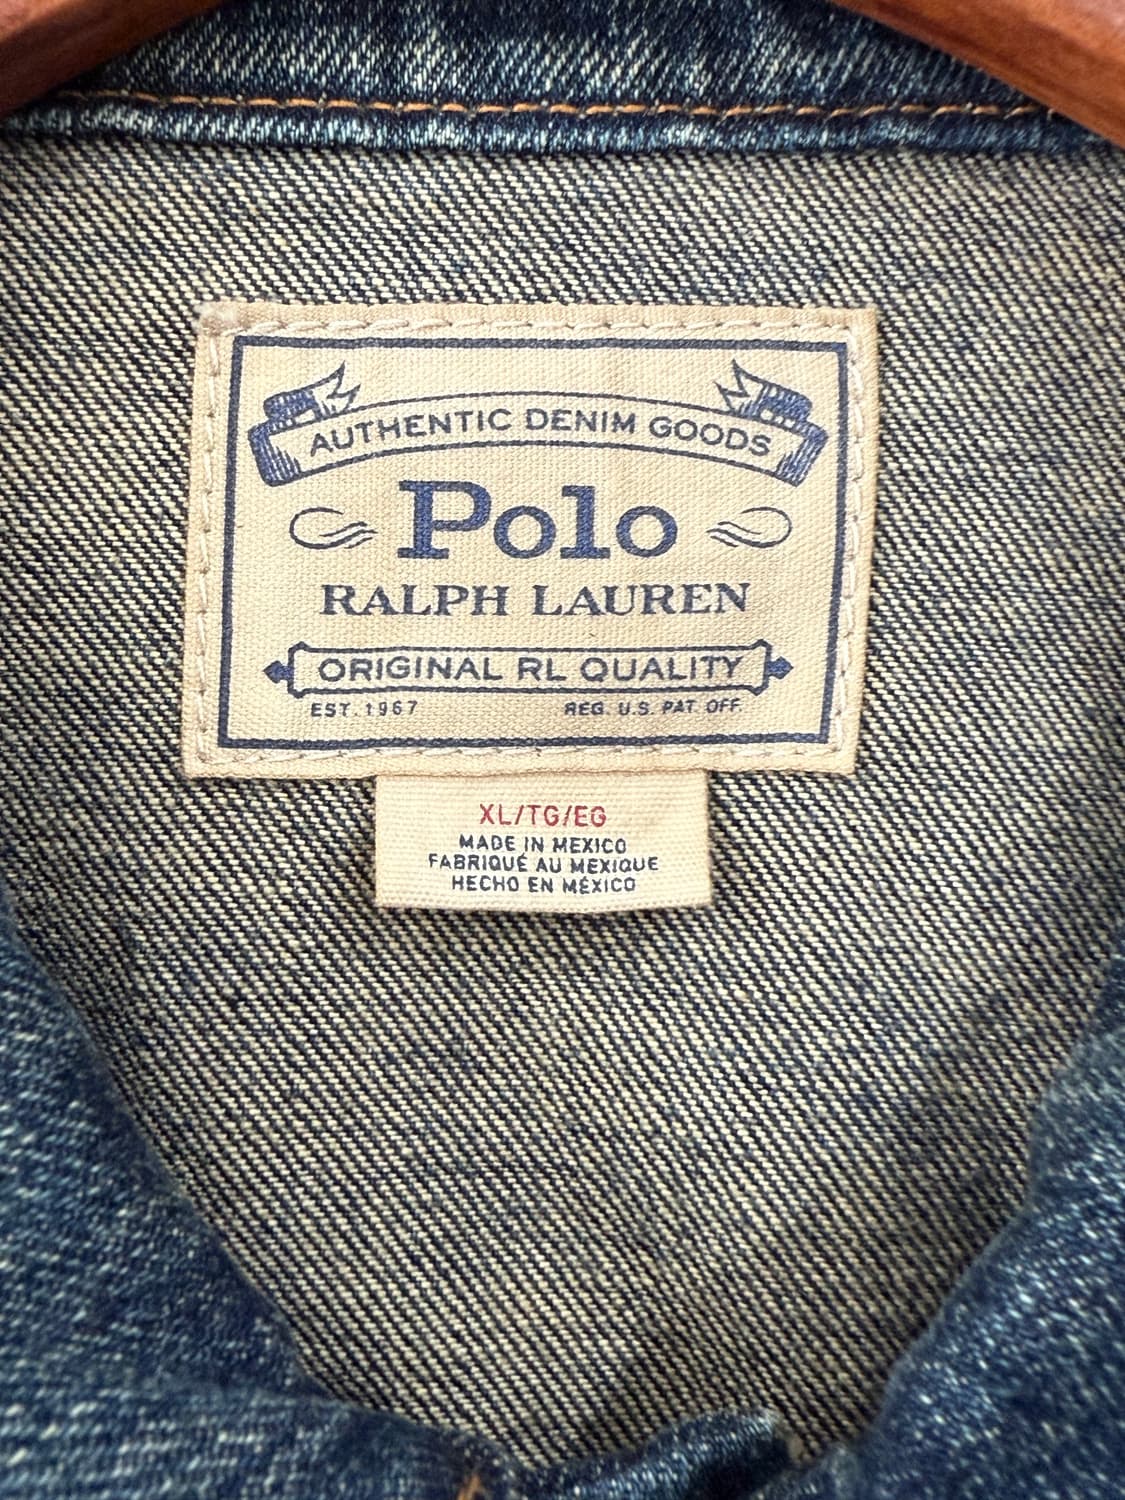 AUTHENTIC DENIM GOODS
Polo
RALPH LAUREN
ORIGINAL RL QUALITY
EST. 1967 REG. U.S. PAT. OFF.
XL/TG/EG
MADE IN MEXICO
FABRIQUÉ AU MEXIQUE
HECHO EN MÉXICO